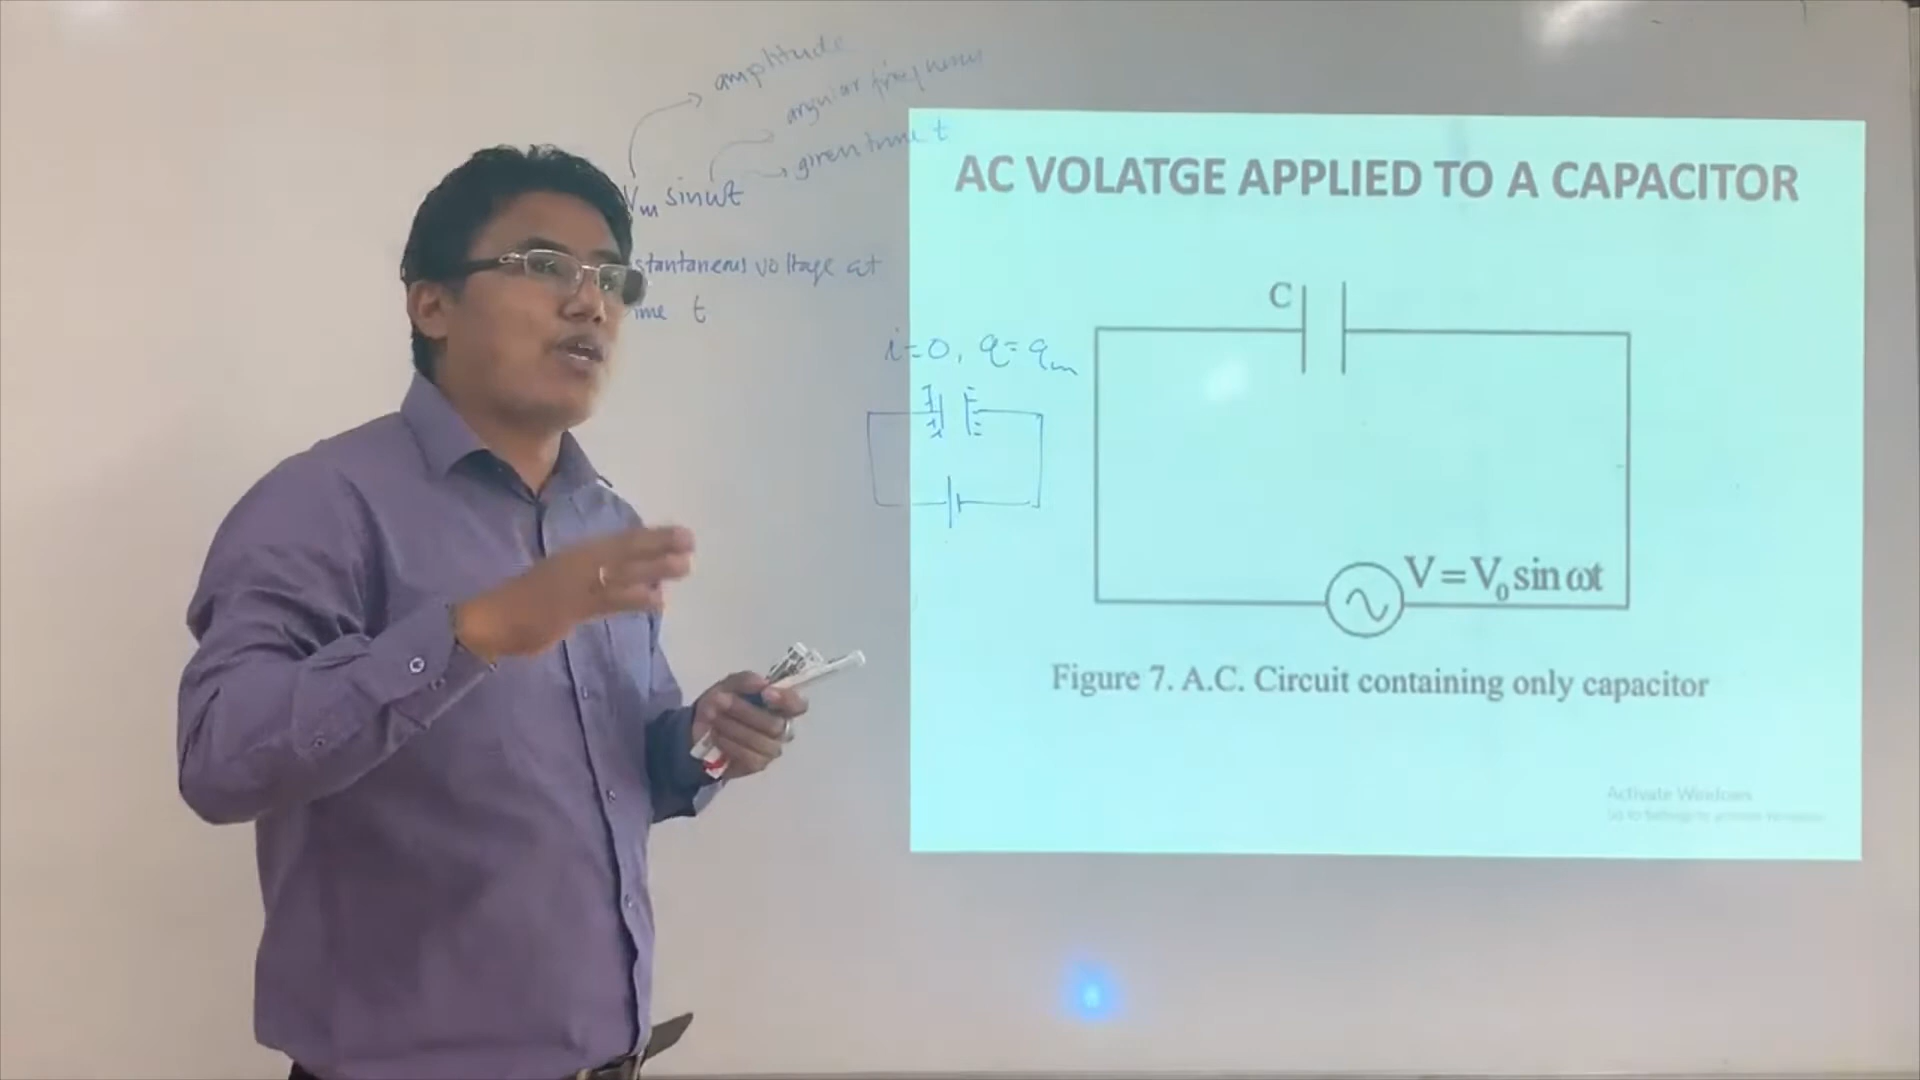 amplitude
angular frequency
given time t
Vm sinωt
stantaneous voltage at
ime t
i=0, q=qm
AC VOLATGE APPLIED TO A CAPACITOR
C
V=V₀ sin ωt
Figure 7. A.C. Circuit containing only capacitor
Activate Windows